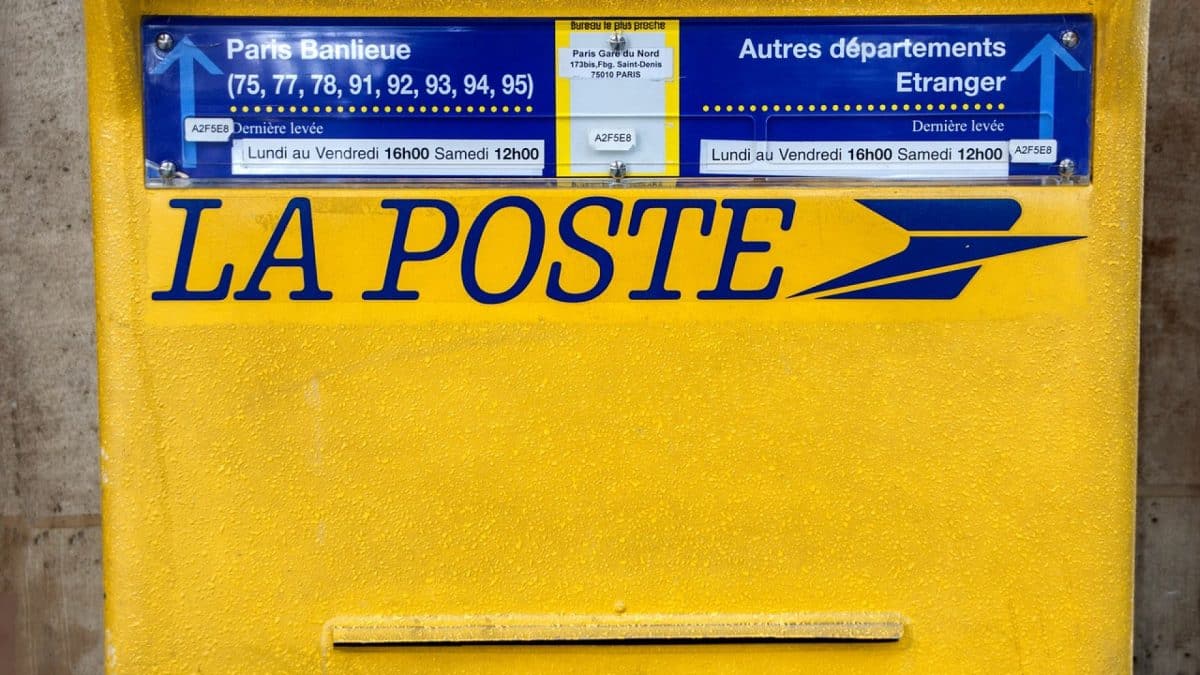 Paris Banlieue
(75, 77, 78, 91, 92, 93, 94, 95)
A2F5E8
Dernière levée
Lundi au Vendredi 16h00 Samedi 12h00
Bureau le plus proche
Paris Gare du Nord
173bis,Fbg. Saint-Denis
75010 PARIS
A2F5E8
Autres départements
Etranger
Dernière levée
Lundi au Vendredi 16h00 Samedi 12h00
A2F5E8
LA POSTE